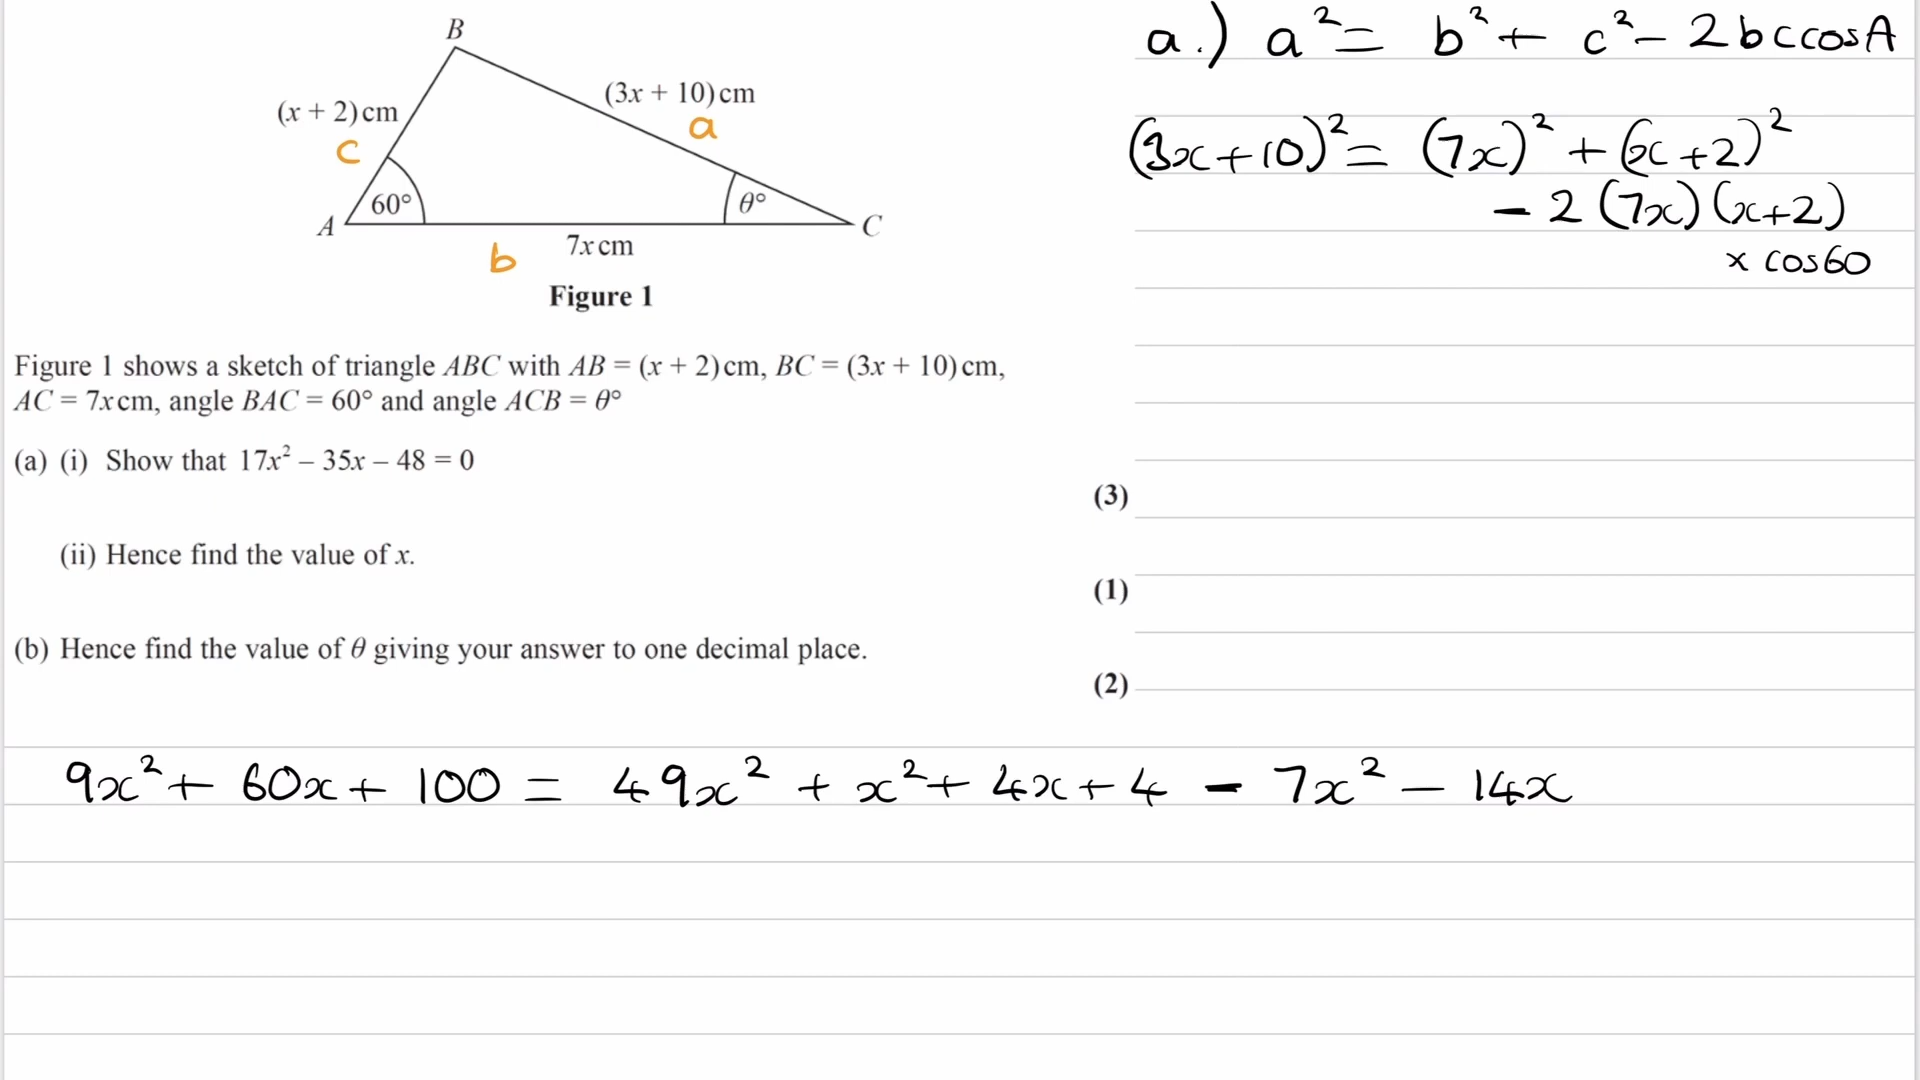 B
(x + 2) cm
(3x + 10) cm
c
a
60°
θ°
A
C
b
7x cm
Figure 1
Figure 1 shows a sketch of triangle ABC with AB = (x + 2) cm, BC = (3x + 10) cm,
AC = 7x cm, angle BAC = 60° and angle ACB = θ°
(a) (i) Show that 17x² – 35x – 48 = 0
(3)
(ii) Hence find the value of x.
(1)
(b) Hence find the value of θ giving your answer to one decimal place.
(2)
a.) a² = b² + c² – 2bccosA
(3x+10)² = (7x)² + (x+2)²
– 2(7x)(x+2)
x cos60
9x² + 60x + 100 = 49x² + x² + 4x + 4 – 7x² – 14x